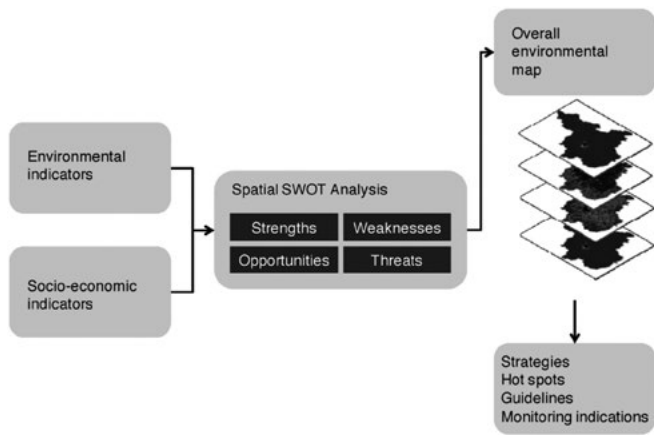 Overall
environmental
map
Environmental
indicators
Spatial SWOT Analysis
Strengths
Weaknesses
Opportunities
Threats
Socio-economic
indicators
Strategies
Hot spots
Guidelines
Monitoring indications